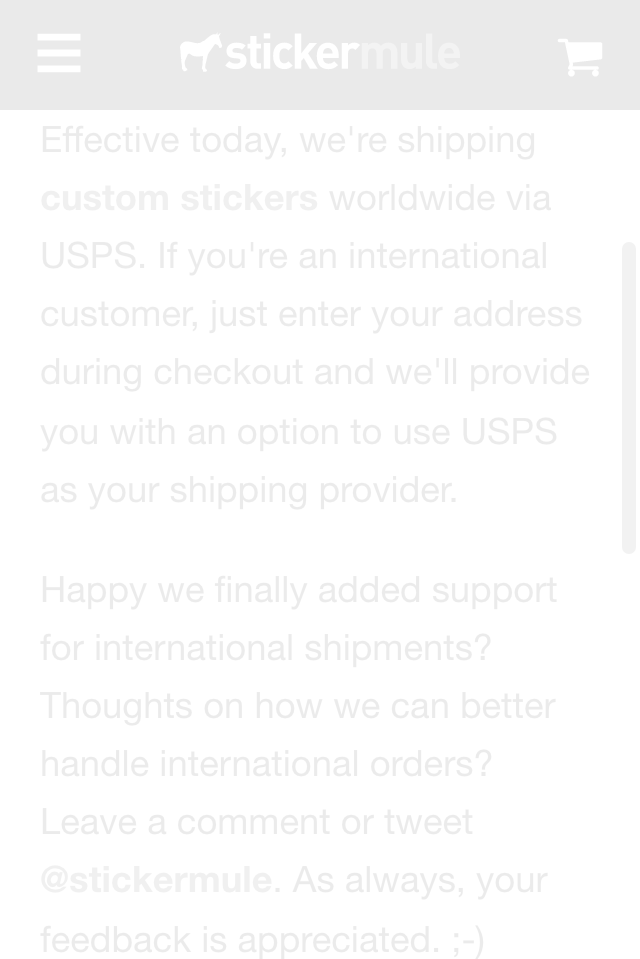 stickermule
Effective today, we're shipping
custom stickers worldwide via
USPS. If you're an international
customer, just enter your address
during checkout and we'll provide
you with an option to use USPS
as your shipping provider.
Happy we finally added support
for international shipments?
Thoughts on how we can better
handle international orders?
Leave a comment or tweet
@stickermule. As always, your
feedback is appreciated. ;-)